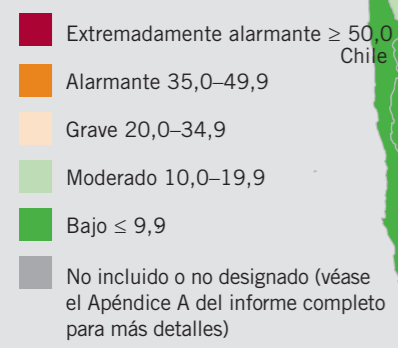 Extremadamente alarmante ≥ 50,0
Chile
Alarmante 35,0–49,9
Grave 20,0–34,9
Moderado 10,0–19,9
Bajo ≤ 9,9
No incluido o no designado (véase
el Apéndice A del informe completo
para más detalles)